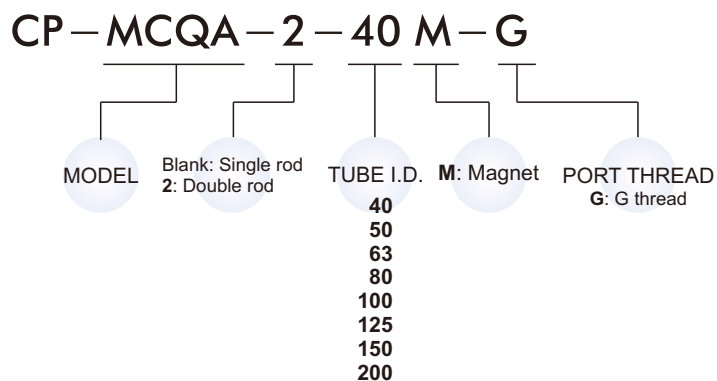 CP-MCQA-2-40 M-G
MODEL
Blank: Single rod
2: Double rod
TUBE I.D.
40
50
63
80
100
125
150
200
M: Magnet
PORT THREAD
G: G thread